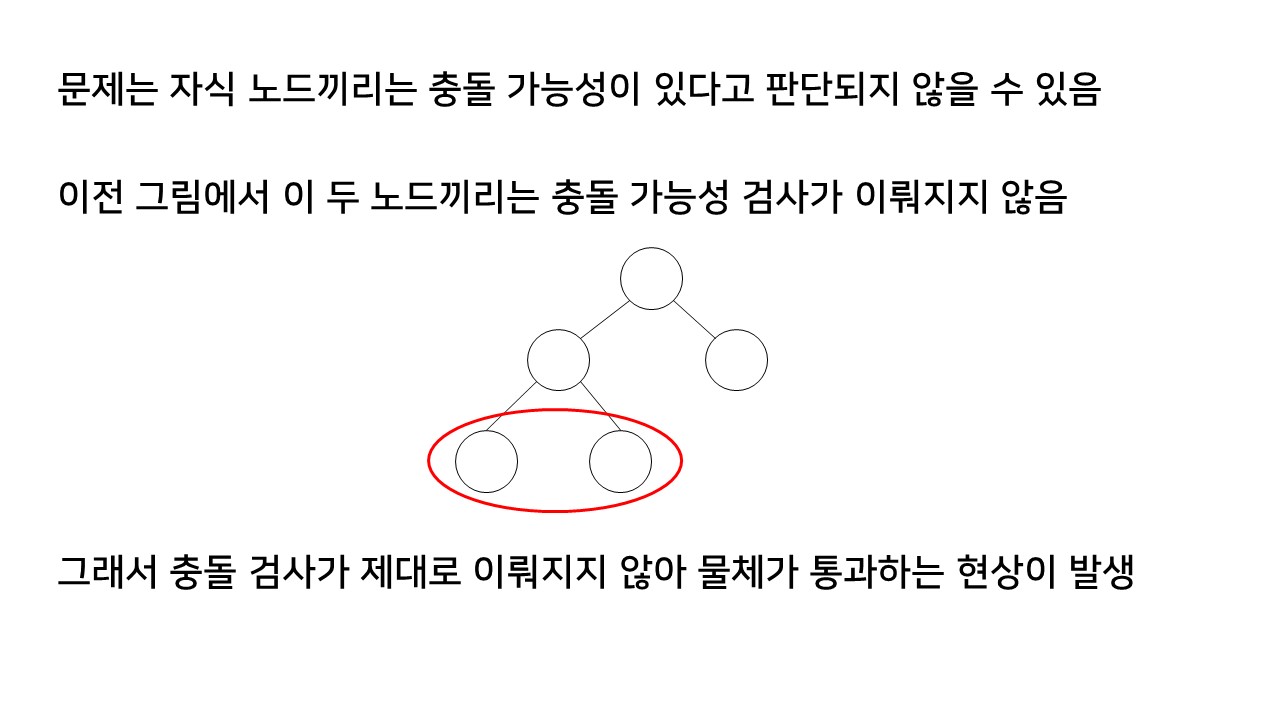 문제는 자식 노드끼리는 충돌 가능성이 있다고 판단되지 않을 수 있음
이전 그림에서 이 두 노드끼리는 충돌 가능성 검사가 이뤄지지 않음
그래서 충돌 검사가 제대로 이뤄지지 않아 물체가 통과하는 현상이 발생